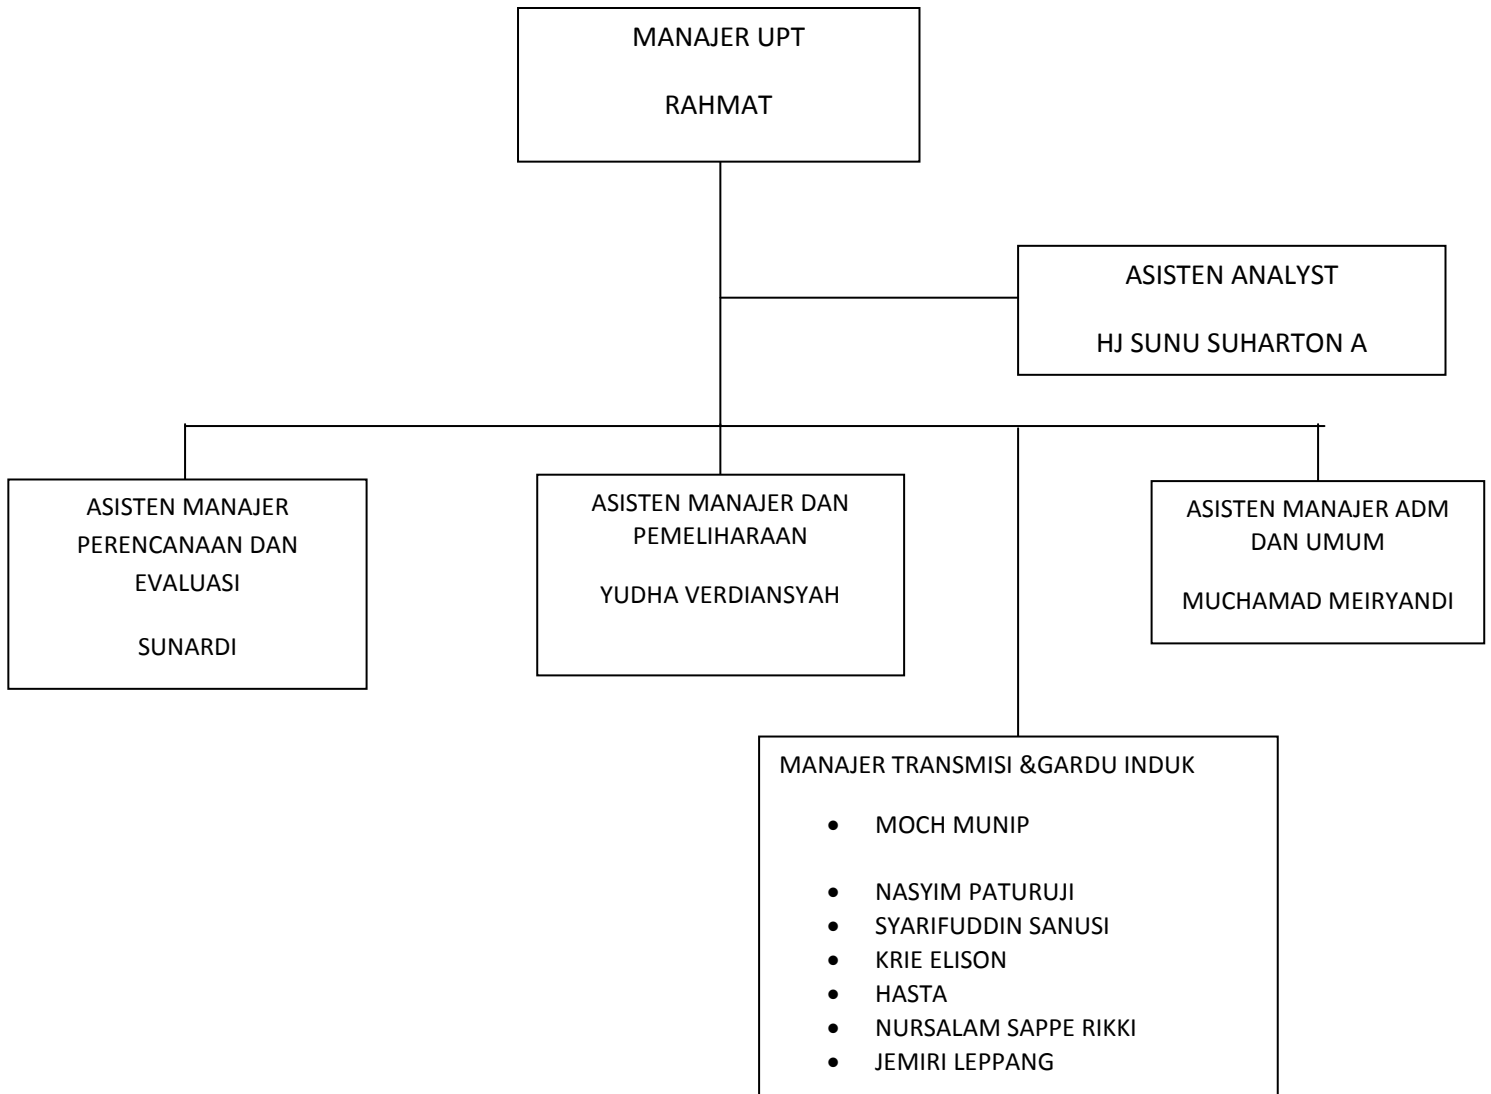 MANAJER UPT
RAHMAT
ASISTEN ANALYST
HJ SUNU SUHARTON A
ASISTEN MANAJER
PERENCANAAN DAN
EVALUASI
SUNARDI
ASISTEN MANAJER DAN
PEMELIHARAAN
YUDHA VERDIANSYAH
ASISTEN MANAJER ADM
DAN UMUM
MUCHAMAD MEIRYANDI
MANAJER TRANSMISI &GARDU INDUK
• MOCH MUNIP
• NASYIM PATURUJI
• SYARIFUDDIN SANUSI
• KRIE ELISON
• HASTA
• NURSALAM SAPPE RIKKI
• JEMIRI LEPPANG